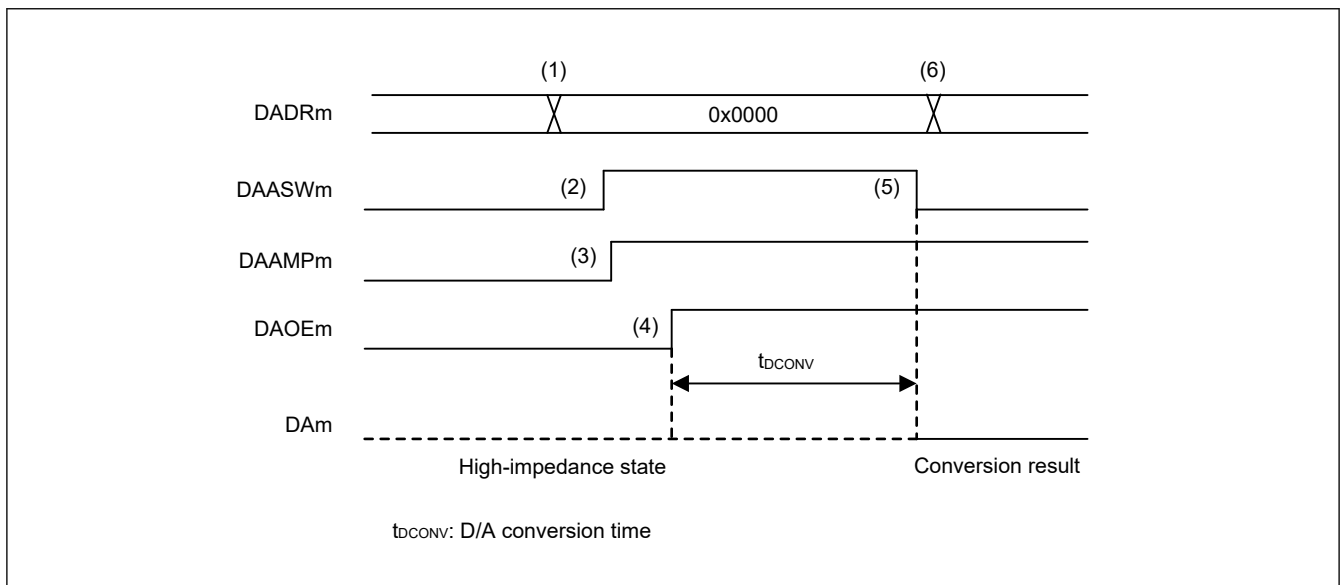 (1) (6)
DADRm 0x0000
DAASWm (2) (5)
DAAMPm (3)
DAOEm (4)
tDCONV
DAm
High-impedance state Conversion result
tDCONV: D/A conversion time